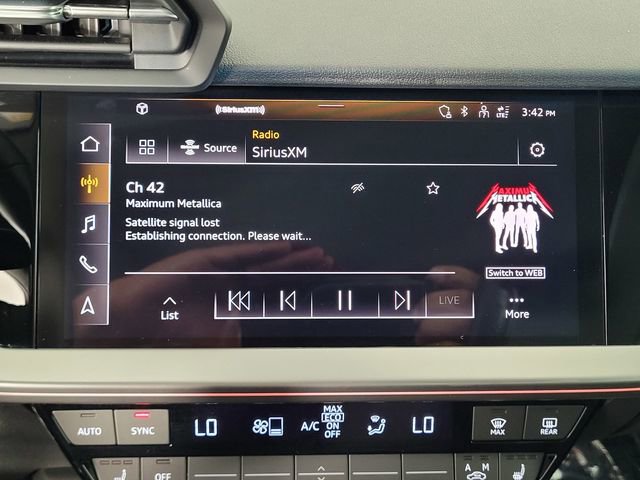 SiriusXM
LTE
3:42 PM
Source
Radio
SiriusXM
Ch 42
Maximum Metallica
Satellite signal lost
Establishing connection. Please wait...
MAXIMUM
METALLICA
Switch to WEB
List
LIVE
More
AUTO
SYNC
LO
A/C
MAX
ECO
ON
OFF
LO
MAX
REAR
OFF
A M